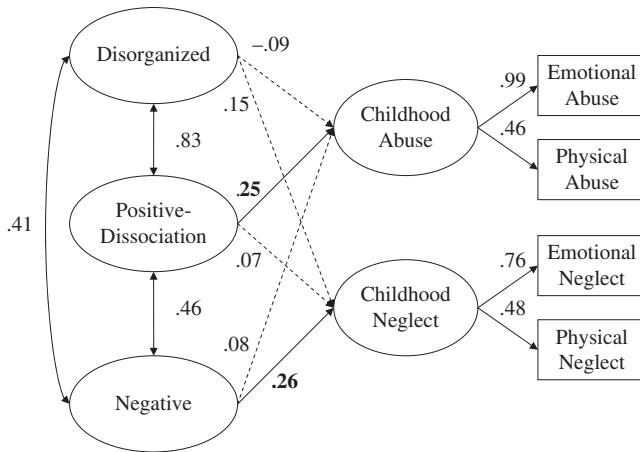 Disorganized
–.09
.15
.83
.41
Positive-
Dissociation
.25
.07
.46
.08
.26
Negative
Childhood
Abuse
Childhood
Neglect
.99
.46
.76
.48
Emotional
Abuse
Physical
Abuse
Emotional
Neglect
Physical
Neglect